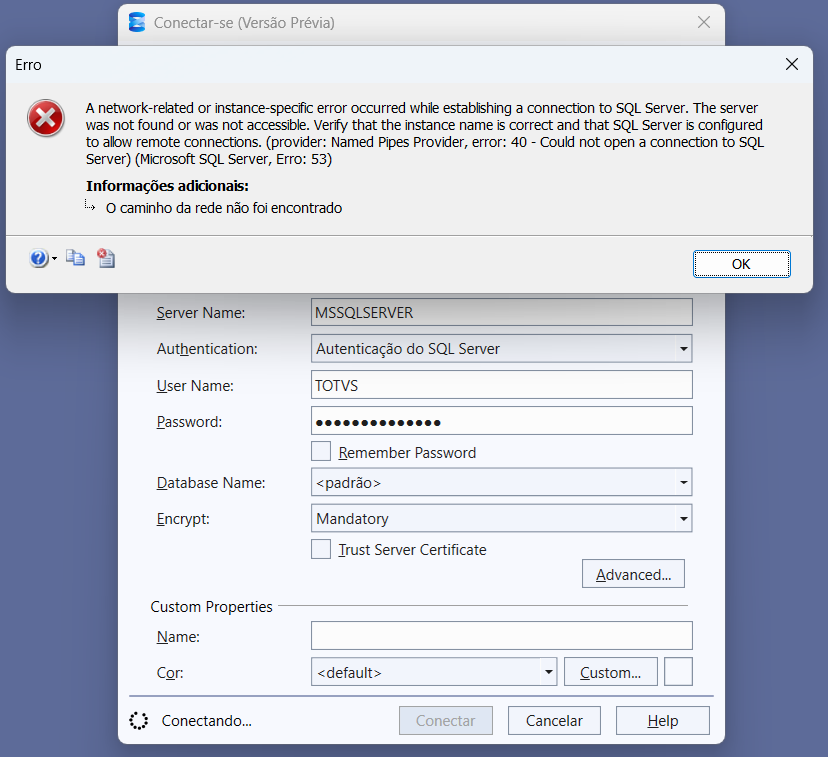 Conectar-se (Versão Prévia)
Erro
A network-related or instance-specific error occurred while establishing a connection to SQL Server. The server
was not found or was not accessible. Verify that the instance name is correct and that SQL Server is configured
to allow remote connections. (provider: Named Pipes Provider, error: 40 - Could not open a connection to SQL
Server) (Microsoft SQL Server, Erro: 53)
Informações adicionais:
O caminho da rede não foi encontrado
OK
Server Name: MSSQLSERVER
Authentication: Autenticação do SQL Server
User Name: TOTVS
Password: ●●●●●●●●●●●●●●
Remember Password
Database Name: <padrão>
Encrypt: Mandatory
Trust Server Certificate
Advanced...
Custom Properties
Name:
Cor: <default> Custom...
Conectando... Conectar Cancelar Help